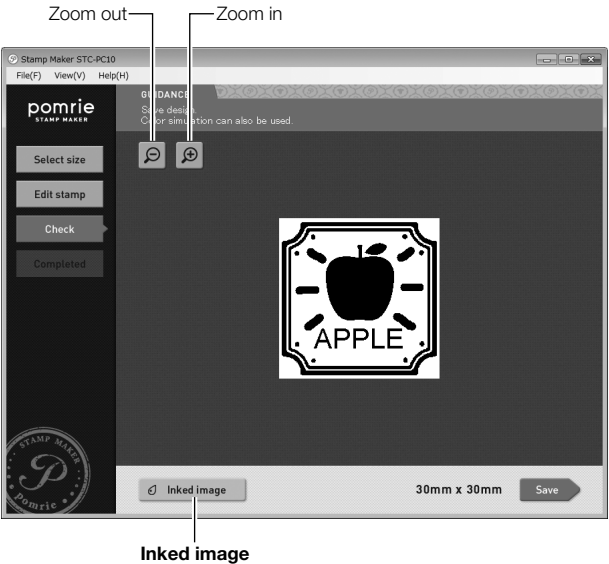 Zoom out
Zoom in
Stamp Maker STC-PC10
File(F) View(V) Help(H)
pomrie
STAMP MAKER
GUIDANCE
Save design.
Color simulation can also be used.
Select size
Edit stamp
Check
Completed
APPLE
STAMP MAKER
Pomrie
Inked image
30mm x 30mm
Save
Inked image